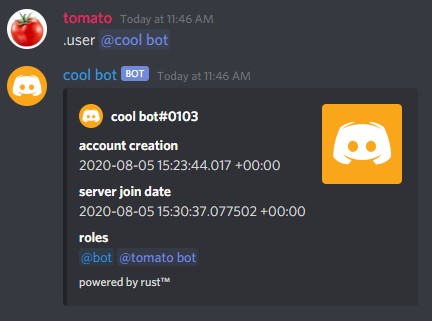 tomato Today at 11:46 AM
.user @cool bot
cool bot BOT Today at 11:46 AM
cool bot#0103
account creation
2020-08-05 15:23:44.017 +00:00
server join date
2020-08-05 15:30:37.077502 +00:00
roles
@bot @tomato bot
powered by rust™